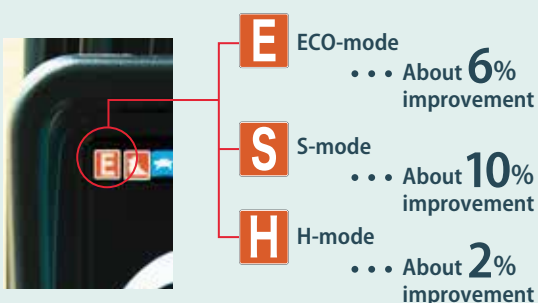 E
E
ECO-mode
• • • About 6%
improvement
S
S-mode
• • • About 10%
improvement
H
H-mode
• • • About 2%
improvement